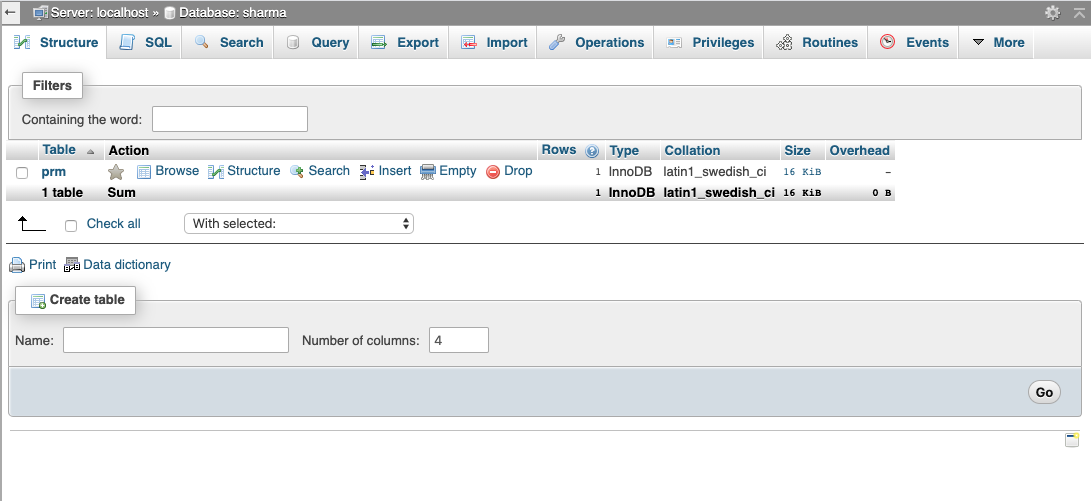 Server: localhost » Database: sharma
Structure SQL Search Query Export Import Operations Privileges Routines Events More
Filters
Containing the word:
Table Action Rows Type Collation Size Overhead
prm Browse Structure Search Insert Empty Drop 1 InnoDB latin1_swedish_ci 16 KiB –
1 table Sum 1 InnoDB latin1_swedish_ci 16 KiB 0 B
Check all With selected:
Print Data dictionary
Create table
Name: Number of columns: 4
Go